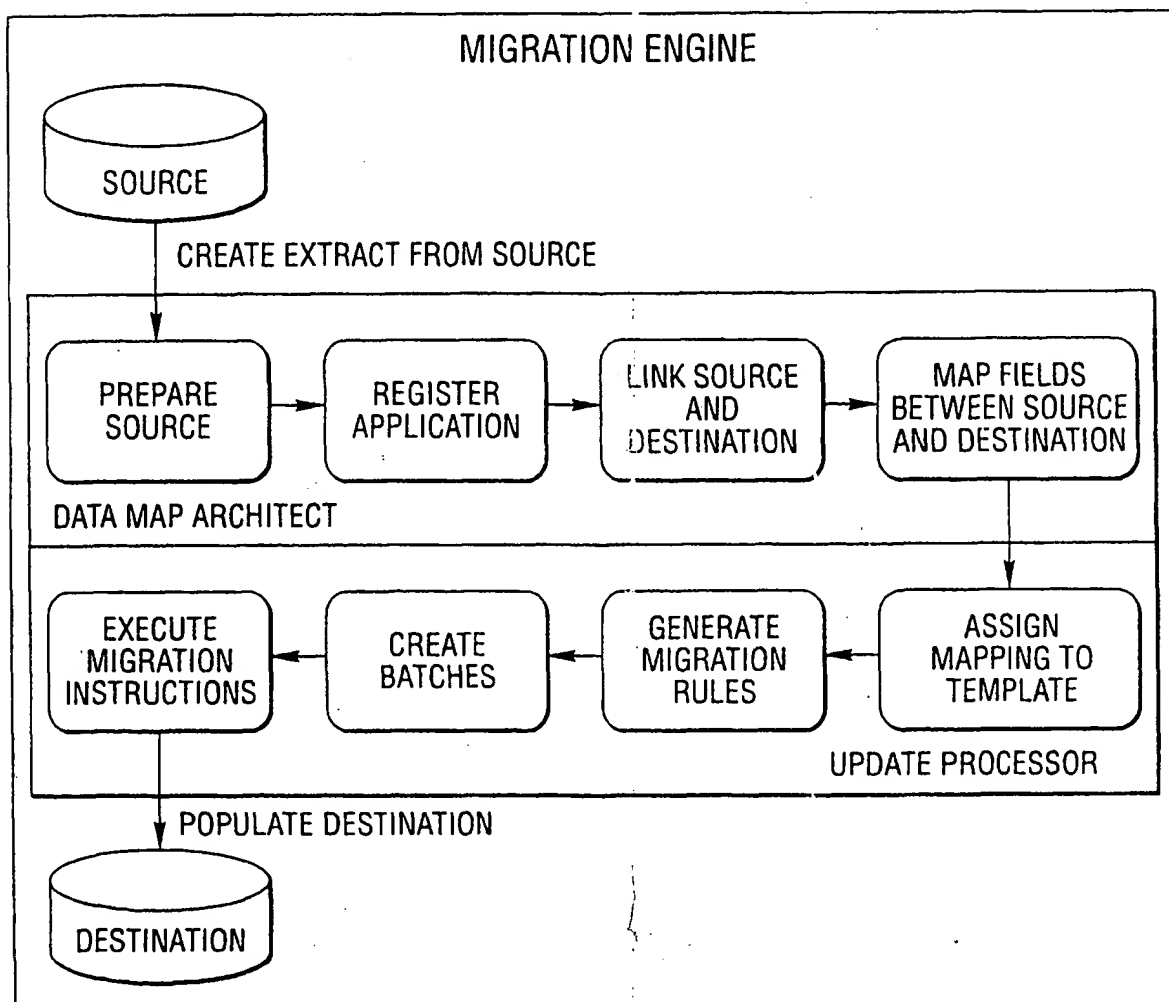 MIGRATION ENGINE
SOURCE
CREATE EXTRACT FROM SOURCE
PREPARE
SOURCE
REGISTER
APPLICATION
LINK SOURCE
AND
DESTINATION
MAP FIELDS
BETWEEN SOURCE
AND DESTINATION
DATA MAP ARCHITECT
EXECUTE
MIGRATION
INSTRUCTIONS
CREATE
BATCHES
GENERATE
MIGRATION
RULES
ASSIGN
MAPPING TO
TEMPLATE
UPDATE PROCESSOR
POPULATE DESTINATION
DESTINATION